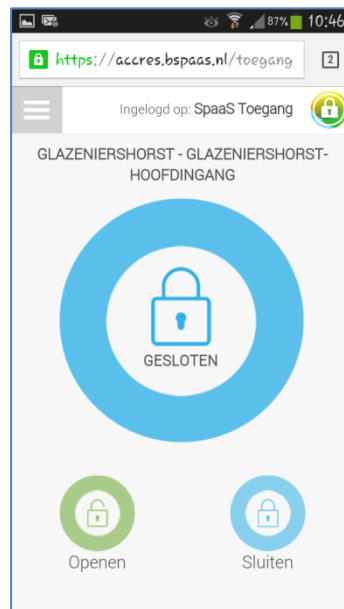 87% 10:46
https://accres.bspaas.nl/toegang 2
Ingelogd op: SpaaS Toegang
GLAZENIERSHORST - GLAZENIERSHORST-
HOOFDINGANG
GESLOTEN
Openen Sluiten